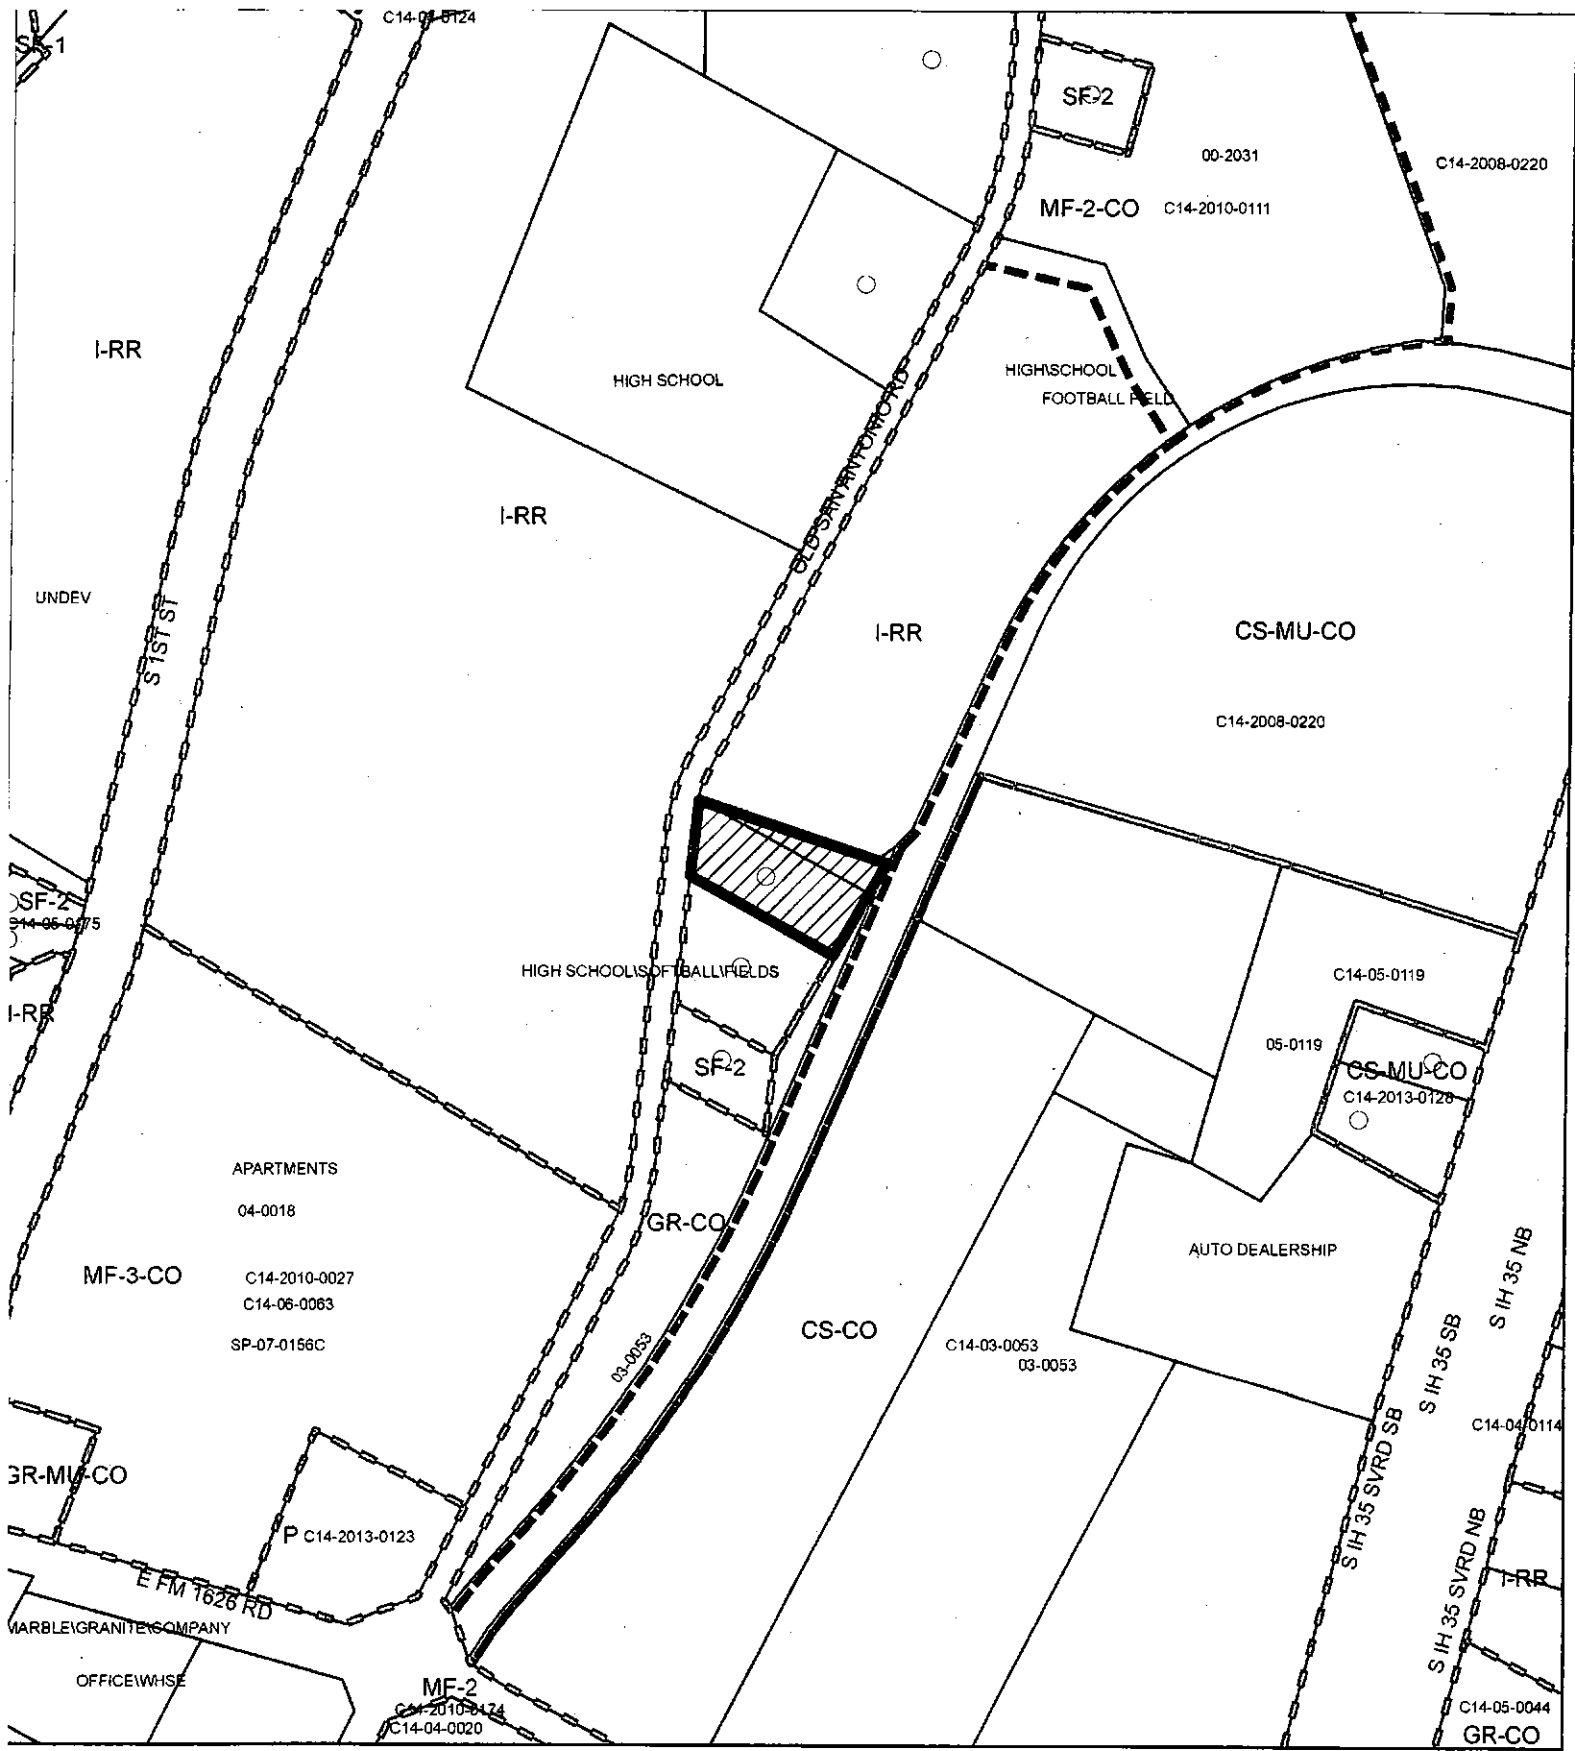 C14-07-0124
SF-1
SF-2
00-2031
C14-2008-0220
MF-2-CO
C14-2010-0111
I-RR
HIGH SCHOOL
HIGH\SCHOOL
FOOTBALL FIELD
OLD SAN ANTONIO RD
I-RR
UNDEV
S 1ST ST
I-RR
CS-MU-CO
C14-2008-0220
SF-2
C14-05-0175
HIGH SCHOOL\SOFTBALL\FIELDS
C14-05-0119
I-RR
05-0119
SF-2
CS-MU-CO
C14-2013-0128
APARTMENTS
04-0018
GR-CO
AUTO DEALERSHIP
MF-3-CO
C14-2010-0027
C14-06-0063
SP-07-0156C
S IH 35 NB
CS-CO
C14-03-0053
03-0053
03-0053
S IH 35 SB
C14-04-0114
GR-MU-CO
S IH 35 SVRD SB
P C14-2013-0123
E FM 1626 RD
S IH 35 SVRD NB
I-RR
MARBLE\GRANITE\COMPANY
OFFICE\WHSE
MF-2
C14-2010-0174
C14-04-0020
C14-05-0044
GR-CO